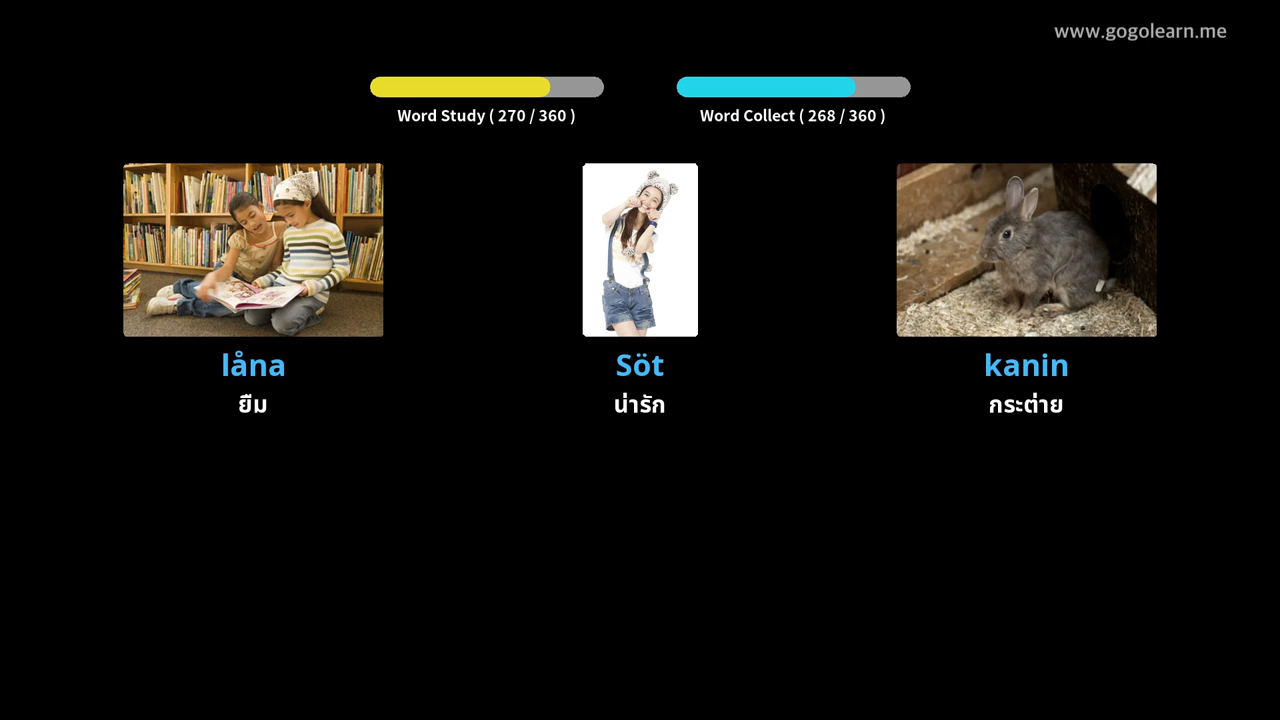 www.gogolearn.me
Word Study ( 270 / 360 )
Word Collect ( 268 / 360 )
låna
Söt
kanin
ยืม
น่ารัก
กระต่าย